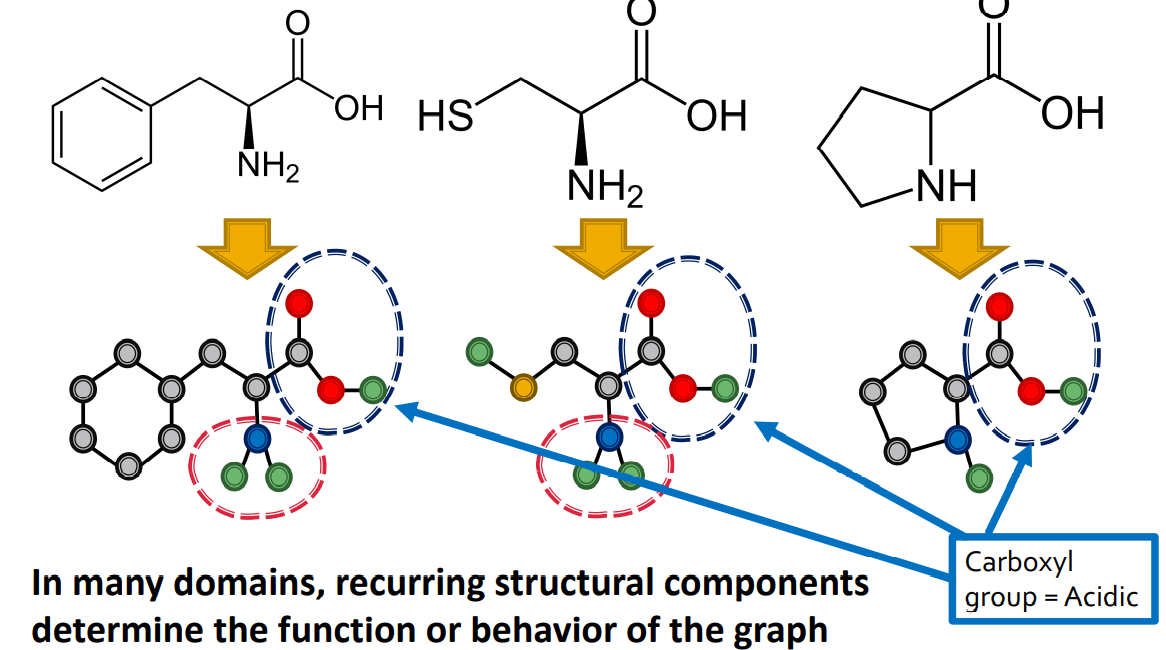 O
OH
NH2
O
HS
OH
NH2
O
OH
NH
Carboxyl
group = Acidic
In many domains, recurring structural components
determine the function or behavior of the graph